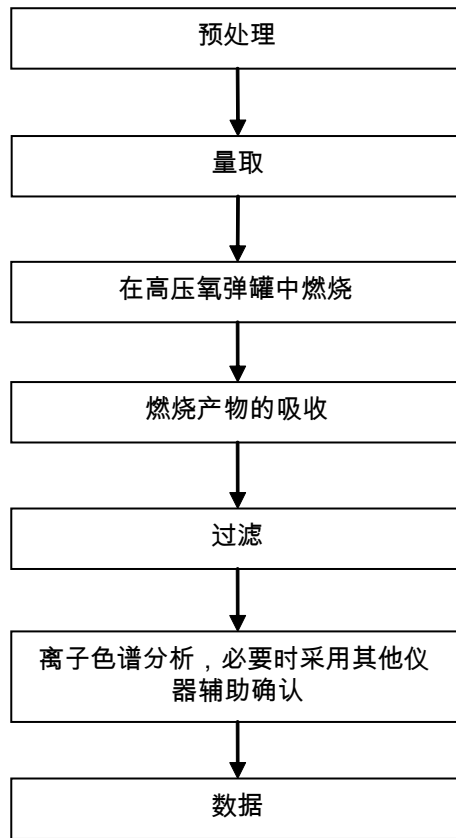 预处理
量取
在高压氧弹罐中燃烧
燃烧产物的吸收
过滤
离子色谱分析，必要时采用其他仪
器辅助确认
数据